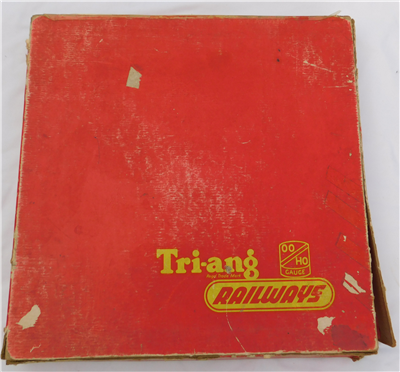 Tri-ang
OO
HO
GAUGE
RAILWAYS